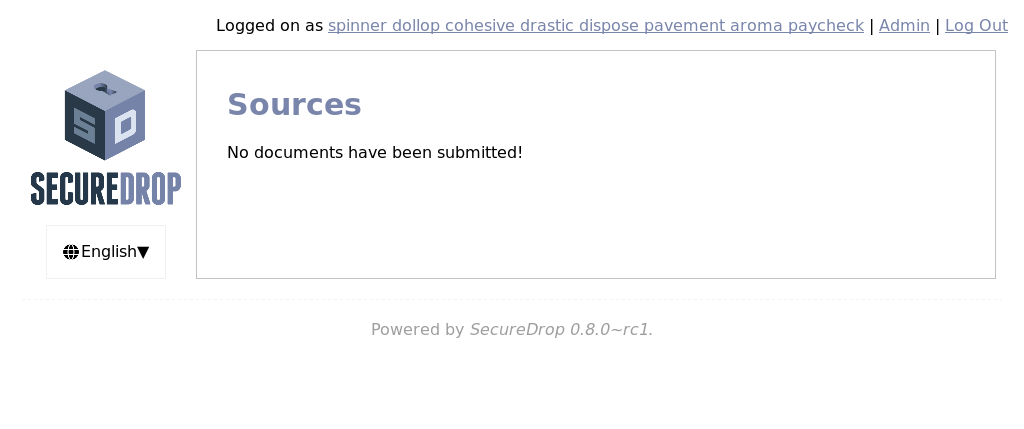 Logged on as spinner dollop cohesive drastic dispose pavement aroma paycheck | Admin | Log Out
S D
SECUREDROP
English▼
Sources
No documents have been submitted!
Powered by SecureDrop 0.8.0~rc1.